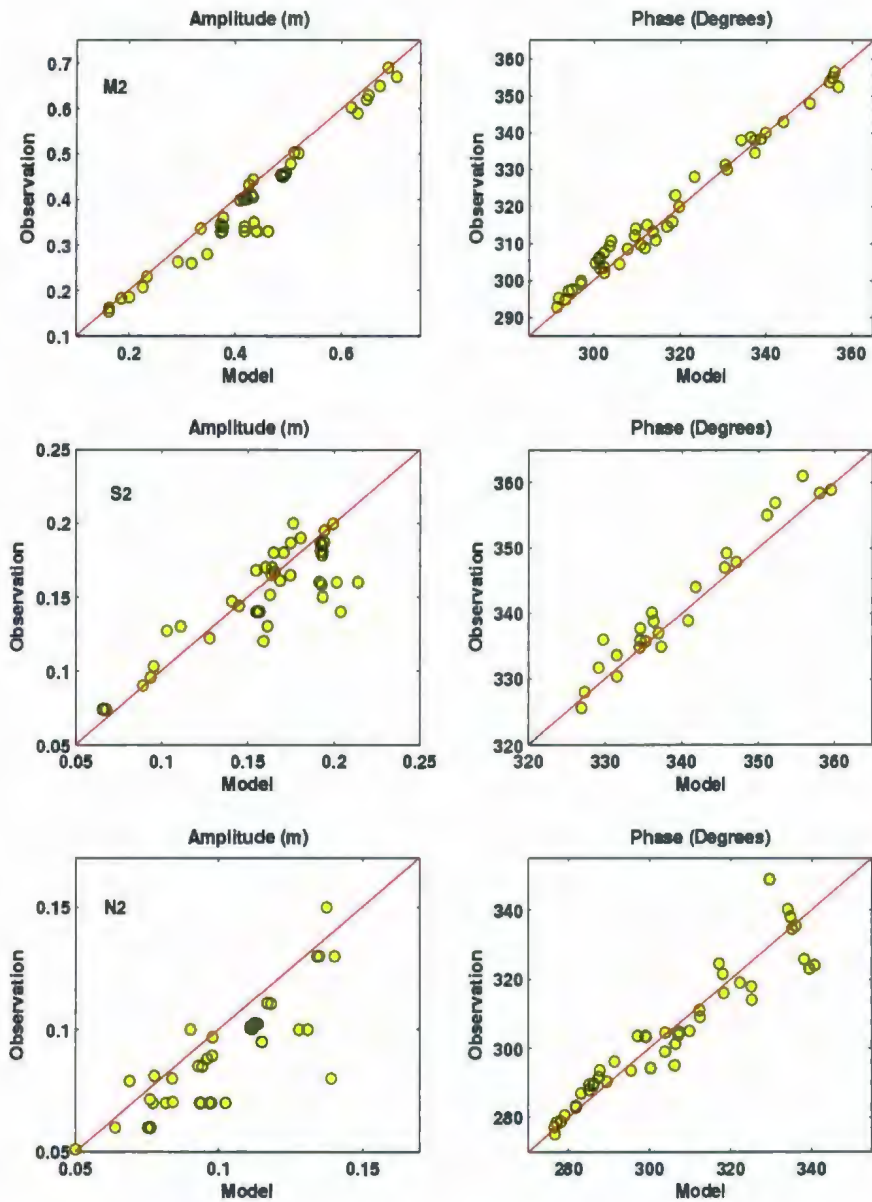 Amplitude (m) Phase (Degrees)
M2
Observation
0.7
0.6
0.5
0.4
0.3
0.2
0.1
0.2 0.4 0.6
Model
Observation
360
350
340
330
320
310
300
290
300 320 340 360
Model
Amplitude (m) Phase (Degrees)
S2
Observation
0.25
0.2
0.15
0.1
0.05
0.05 0.1 0.15 0.2 0.25
Model
Observation
360
350
340
330
320
320 330 340 350 360
Model
Amplitude (m) Phase (Degrees)
N2
Observation
0.15
0.1
0.05
0.1 0.15
Model
Observation
340
320
300
280
280 300 320 340
Model